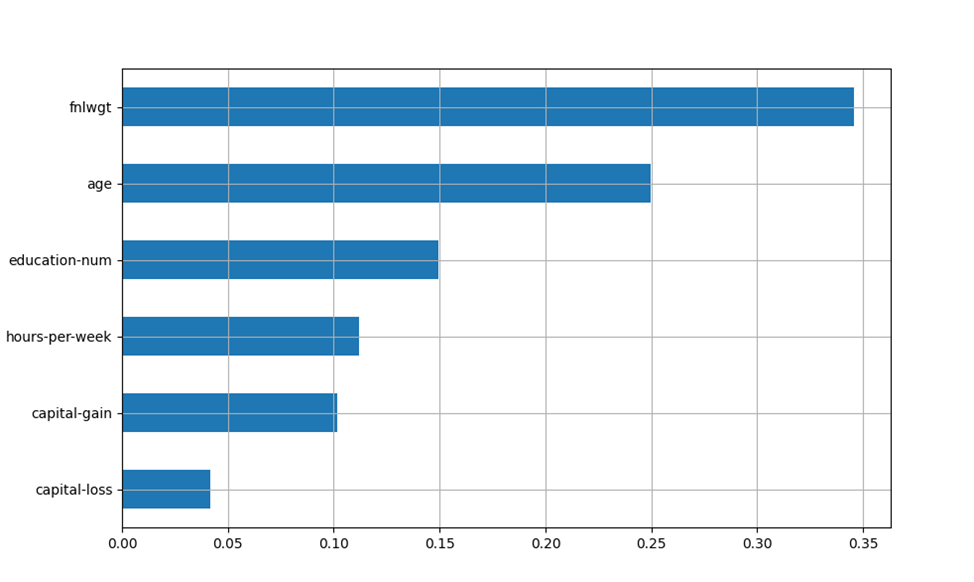 fnlwgt
age
education-num
hours-per-week
capital-gain
capital-loss
0.00 0.05 0.10 0.15 0.20 0.25 0.30 0.35